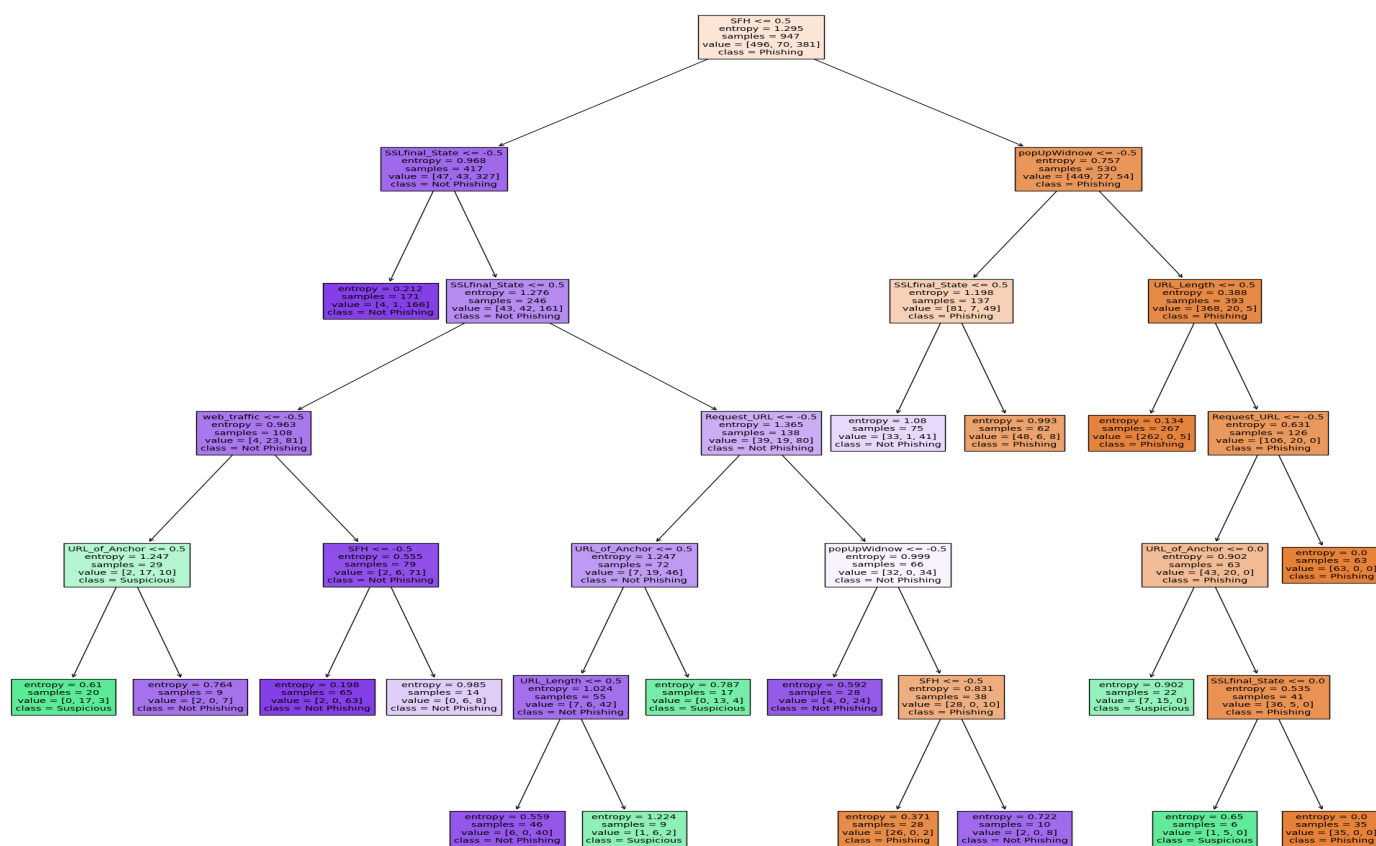 SFH <= 0.5
entropy = 1.295
samples = 947
value = [496, 70, 381]
class = Phishing
SSLfinal_State <= -0.5
entropy = 0.968
samples = 417
value = [47, 43, 327]
class = Not Phishing
popUpWidnow <= -0.5
entropy = 0.757
samples = 530
value = [449, 27, 54]
class = Phishing
entropy = 0.212
samples = 171
value = [4, 1, 166]
class = Not Phishing
SSLfinal_State <= 0.5
entropy = 1.276
samples = 246
value = [43, 42, 161]
class = Not Phishing
SSLfinal_State <= 0.5
entropy = 1.198
samples = 137
value = [81, 7, 49]
class = Phishing
URL_Length <= 0.5
entropy = 0.388
samples = 393
value = [368, 20, 5]
class = Phishing
web_traffic <= -0.5
entropy = 0.963
samples = 108
value = [4, 23, 81]
class = Not Phishing
Request_URL <= -0.5
entropy = 1.365
samples = 138
value = [39, 19, 80]
class = Not Phishing
entropy = 1.08
samples = 75
value = [33, 1, 41]
class = Not Phishing
entropy = 0.993
samples = 62
value = [48, 6, 8]
class = Phishing
entropy = 0.134
samples = 267
value = [262, 0, 5]
class = Phishing
Request_URL <= -0.5
entropy = 0.631
samples = 126
value = [106, 20, 0]
class = Phishing
URL_of_Anchor <= 0.5
entropy = 1.247
samples = 29
value = [2, 17, 10]
class = Suspicious
SFH <= -0.5
entropy = 0.555
samples = 79
value = [2, 6, 71]
class = Not Phishing
URL_of_Anchor <= 0.5
entropy = 1.247
samples = 72
value = [7, 19, 46]
class = Not Phishing
popUpWidnow <= -0.5
entropy = 0.999
samples = 66
value = [32, 0, 34]
class = Not Phishing
URL_of_Anchor <= 0.0
entropy = 0.902
samples = 63
value = [43, 20, 0]
class = Phishing
entropy = 0.0
samples = 63
value = [63, 0, 0]
class = Phishing
entropy = 0.61
samples = 20
value = [0, 17, 3]
class = Suspicious
entropy = 0.764
samples = 9
value = [2, 0, 7]
class = Not Phishing
entropy = 0.198
samples = 65
value = [2, 0, 63]
class = Not Phishing
entropy = 0.985
samples = 14
value = [0, 6, 8]
class = Not Phishing
URL_Length <= 0.5
entropy = 1.024
samples = 55
value = [7, 6, 42]
class = Not Phishing
entropy = 0.787
samples = 17
value = [0, 13, 4]
class = Suspicious
entropy = 0.592
samples = 28
value = [4, 0, 24]
class = Not Phishing
SFH <= -0.5
entropy = 0.831
samples = 38
value = [28, 0, 10]
class = Phishing
entropy = 0.902
samples = 22
value = [7, 15, 0]
class = Suspicious
SSLfinal_State <= 0.0
entropy = 0.535
samples = 41
value = [36, 5, 0]
class = Phishing
entropy = 0.559
samples = 46
value = [6, 0, 40]
class = Not Phishing
entropy = 1.224
samples = 9
value = [1, 6, 2]
class = Suspicious
entropy = 0.371
samples = 28
value = [26, 0, 2]
class = Phishing
entropy = 0.722
samples = 10
value = [2, 0, 8]
class = Not Phishing
entropy = 0.65
samples = 6
value = [1, 5, 0]
class = Suspicious
entropy = 0.0
samples = 35
value = [35, 0, 0]
class = Phishing